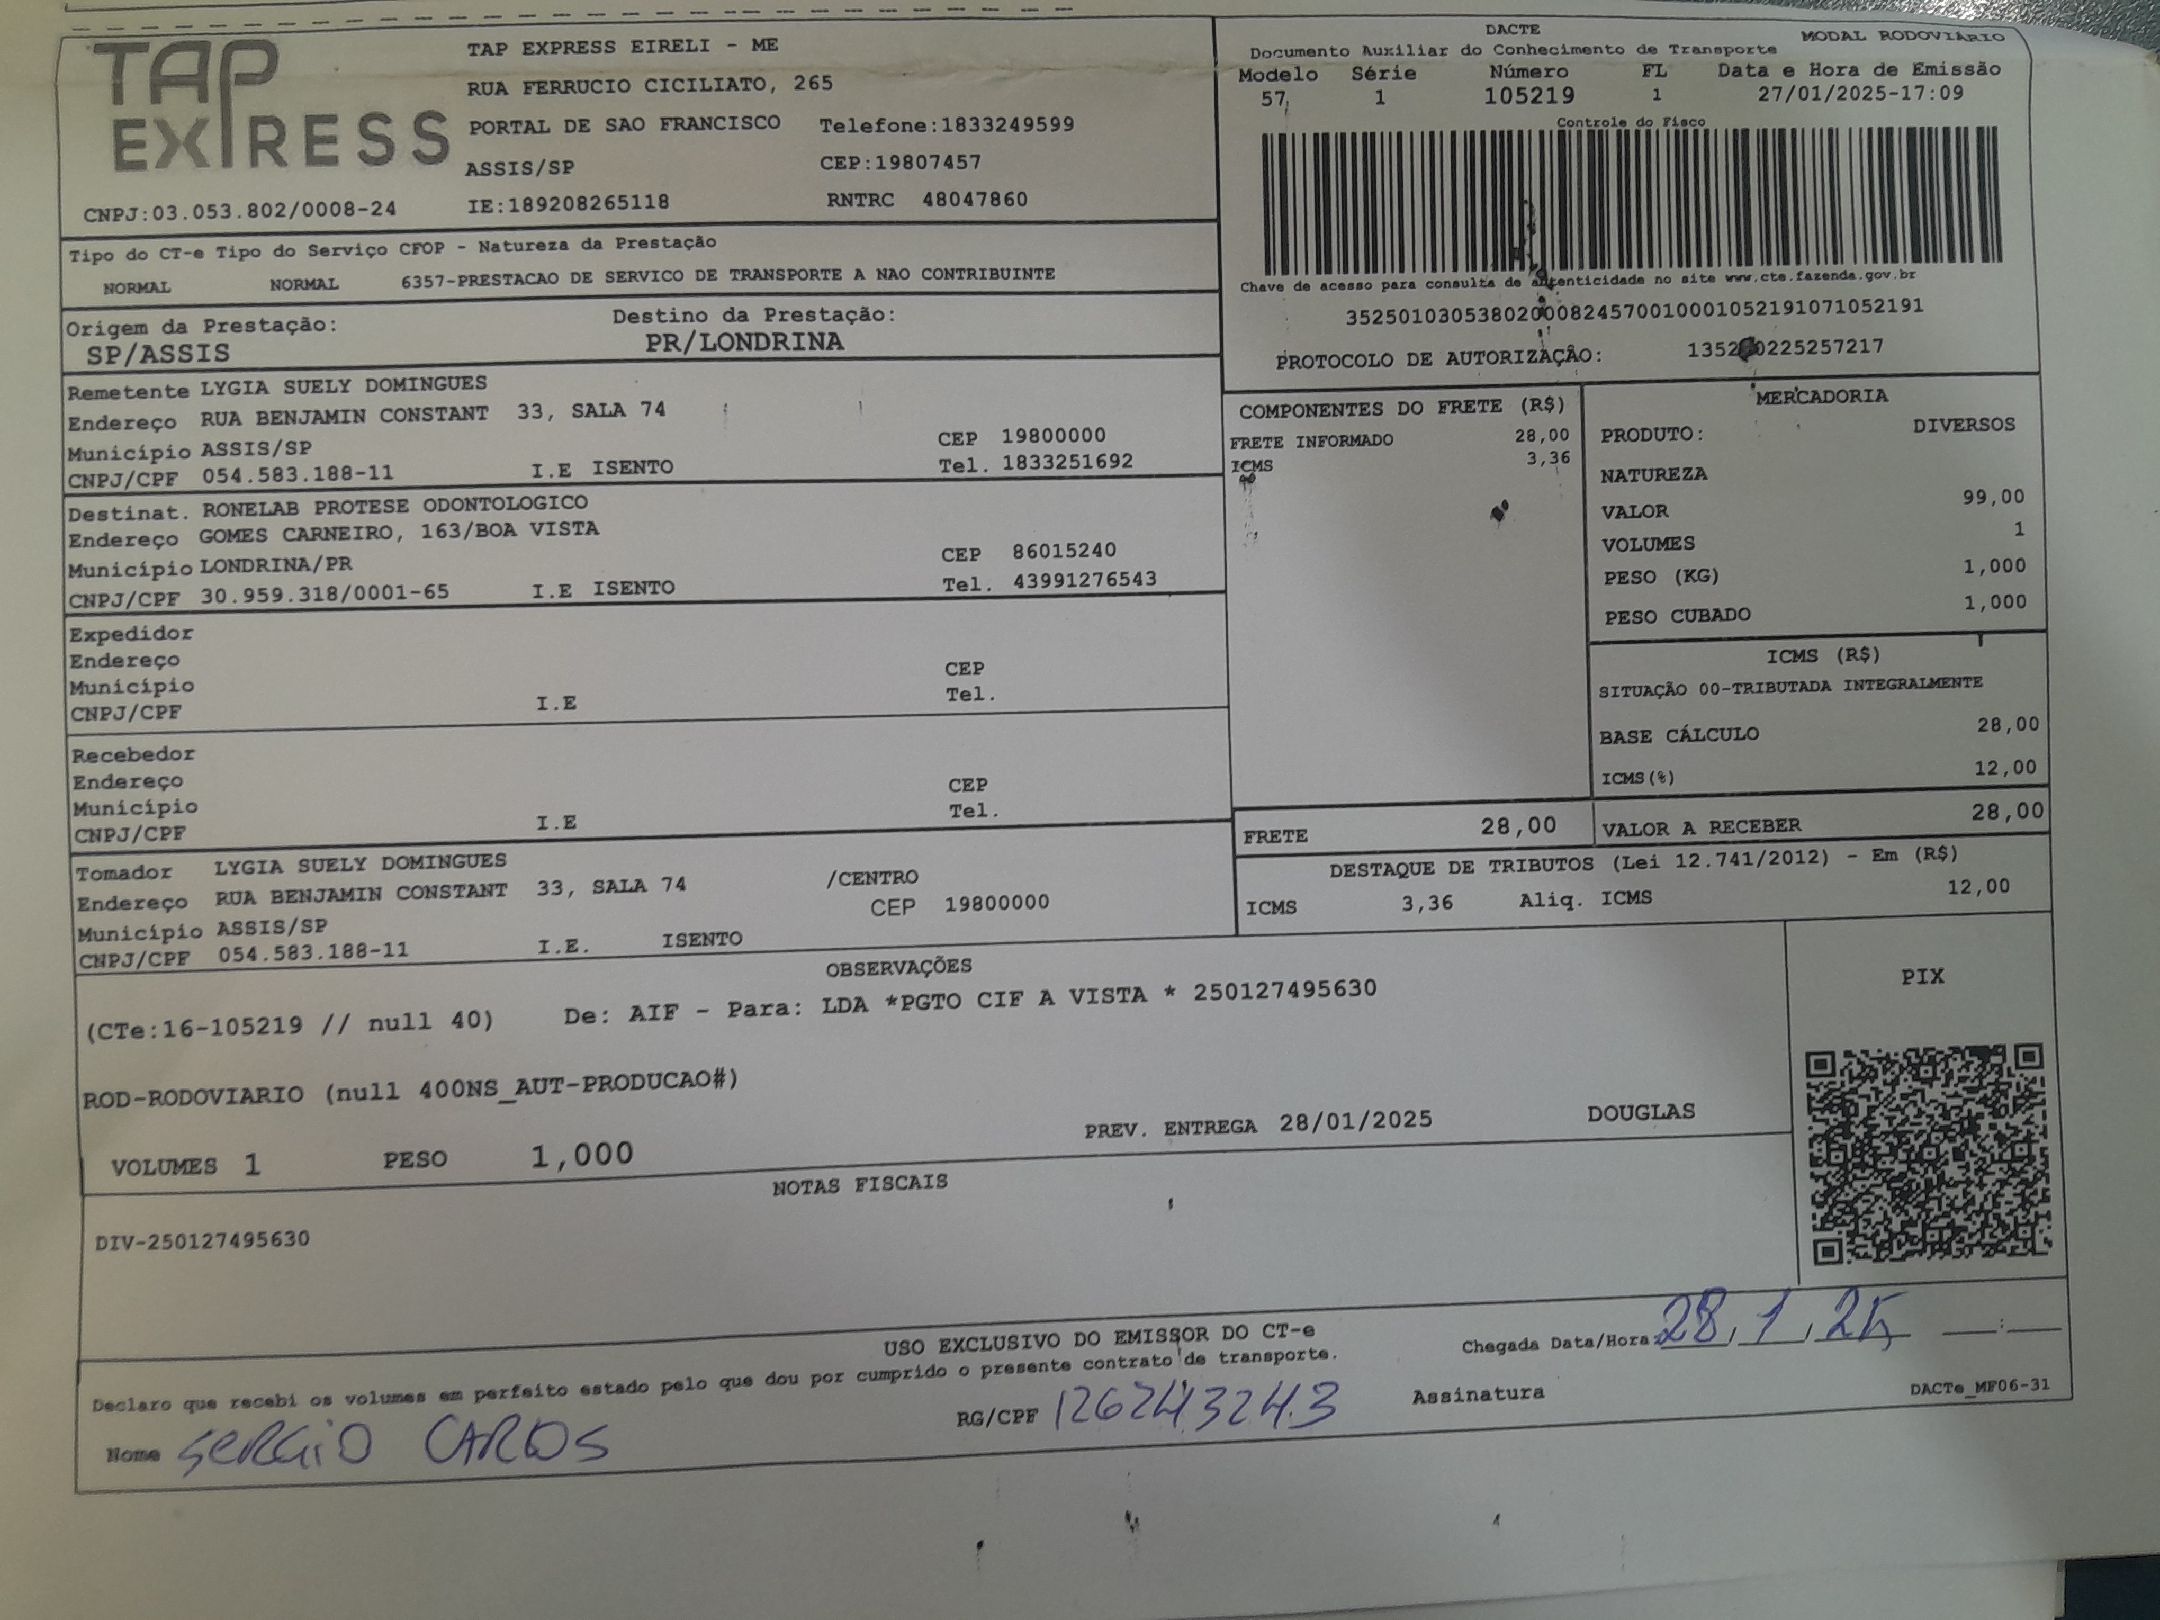 TAP
EXPRESS
TAP EXPRESS EIRELI - ME
RUA FERRUCIO CICILIATO, 265
PORTAL DE SAO FRANCISCO Telefone:1833249599
ASSIS/SP CEP:19807457
CNPJ:03.053.802/0008-24 IE:189208265118 RNTRC 48047860
DACTE
Documento Auxiliar do Conhecimento de Transporte MODAL RODOVIARIO
Modelo Série Número FL Data e Hora de Emissão
57 1 105219 1 27/01/2025-17:09
Controle do Fisco
Chave de acesso para consulta de autenticidade no site www.cte.fazenda.gov.br
35250103053802000824570010001052191071052191
PROTOCOLO DE AUTORIZAÇÃO:
Tipo do CT-e Tipo do Serviço CFOP - Natureza da Prestação
NORMAL NORMAL 6357-PRESTACAO DE SERVICO DE TRANSPORTE A NAO CONTRIBUINTE
Origem da Prestação: Destino da Prestação:
SP/ASSIS PR/LONDRINA
Remetente LYGIA SUELY DOMINGUES
Endereço RUA BENJAMIN CONSTANT 33, SALA 74
Município ASSIS/SP CEP 19800000
CNPJ/CPF 054.583.188-11 I.E ISENTO Tel. 1833251692
Destinat. RONELAB PROTESE ODONTOLOGICO
Endereço GOMES CARNEIRO, 163/BOA VISTA
Município LONDRINA/PR CEP 86015240
CNPJ/CPF 30.959.318/0001-65 I.E ISENTO Tel. 43991276543
Expedidor
Endereço CEP
Município Tel.
CNPJ/CPF I.E
Recebedor
Endereço CEP
Município Tel.
CNPJ/CPF I.E
Tomador LYGIA SUELY DOMINGUES
Endereço RUA BENJAMIN CONSTANT 33, SALA 74 /CENTRO
Município ASSIS/SP CEP 19800000
CNPJ/CPF 054.583.188-11 I.E. ISENTO
COMPONENTES DO FRETE (R$)
FRETE INFORMADO 28,00
ICMS 3,36
MERCADORIA
PRODUTO: DIVERSOS
NATUREZA
VALOR 99,00
VOLUMES 1
PESO (KG) 1,000
PESO CUBADO 1,000
ICMS (R$)
SITUAÇÃO 00-TRIBUTADA INTEGRALMENTE
BASE CÁLCULO 28,00
ICMS(%) 12,00
FRETE 28,00 VALOR A RECEBER 28,00
DESTAQUE DE TRIBUTOS (Lei 12.741/2012) - Em (R$)
ICMS 3,36 Aliq. ICMS 12,00
OBSERVAÇÕES
(CTe:16-105219 // null 40) De: AIF - Para: LDA *PGTO CIF A VISTA * 250127495630
ROD-RODOVIARIO (null 400NS_AUT-PRODUCAO#)
PREV. ENTREGA 28/01/2025 DOUGLAS
VOLUMES 1 PESO 1,000
PIX
NOTAS FISCAIS
DIV-250127495630
USO EXCLUSIVO DO EMISSOR DO CT-e
Declaro que recebi os volumes em perfeito estado pelo que dou por cumprido o presente contrato de transporte.
Chegada Data/Hora: 28/1/25 __:__
Nome SERGIO CARLOS RG/CPF 126243243 Assinatura
DACTe_MF06-31